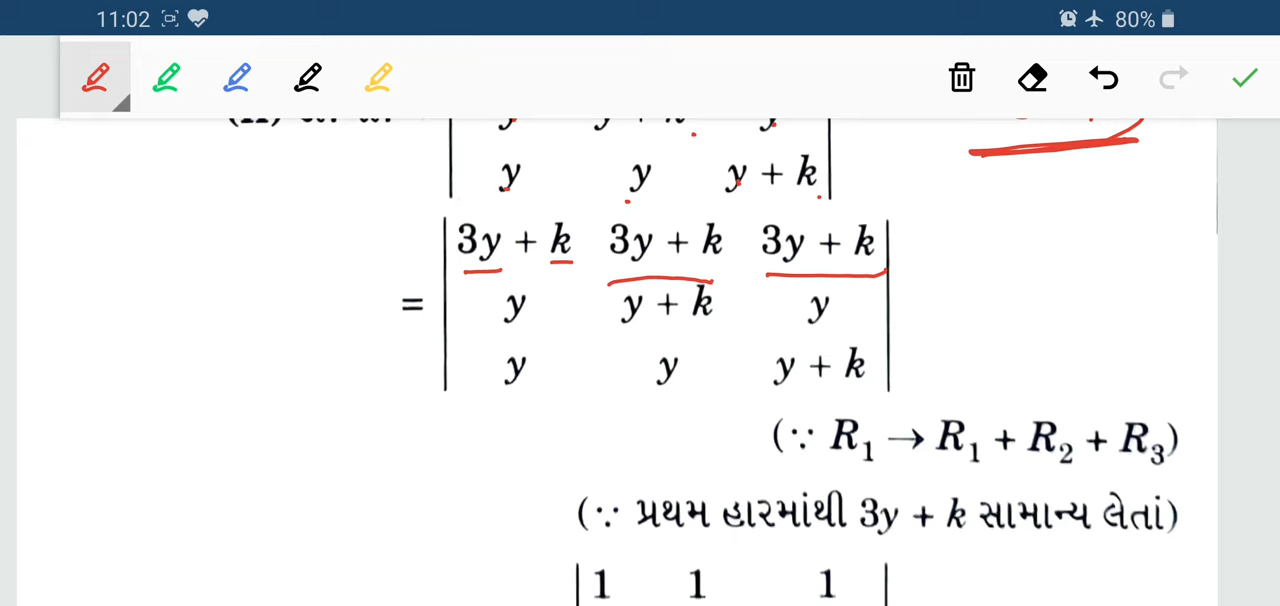 11:02 80%
y y y + k
3y + k 3y + k 3y + k
= y y + k y
y y y + k
(∵ R₁ → R₁ + R₂ + R₃)
(∵ પ્રથમ હારમાંથી 3y + k સામાન્ય લેતાં)
1 1 1